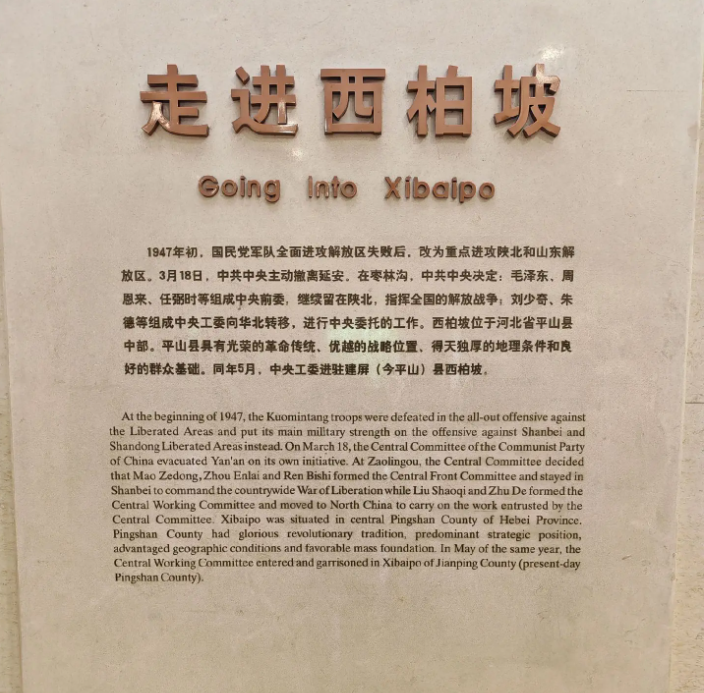 走进西柏坡
Going Into Xibaipo
1947年初，国民党军队全面进攻解放区失败后，改为重点进攻陕北和山东解
放区。3月18日，中共中央主动撤离延安。在枣林沟，中共中央决定：毛泽东、周
恩来、任弼时等组成中央前委，继续留在陕北，指挥全国的解放战争；刘少奇、朱
德等组成中央工委向华北转移，进行中央委托的工作。西柏坡位于河北省平山县
中部。平山县具有光荣的革命传统、优越的战略位置、得天独厚的地理条件和良
好的群众基础。同年5月，中央工委进驻建屏（今平山）县西柏坡。
At the beginning of 1947, the Kuomintang troops were defeated in the all-out offensive against
the Liberated Areas and put its main military strength on the offensive against Shanbei and
Shandong Liberated Areas instead. On March 18, the Central Committee of the Communist Party
of China evacuated Yan'an on its own initiative. At Zaolingou, the Central Committee decided
that Mao Zedong, Zhou Enlai and Ren Bishi formed the Central Front Committee and stayed in
Shanbei to command the countrywide War of Liberation while Liu Shaoqi and Zhu De formed the
Central Working Committee and moved to North China to carry on the work entrusted by the
Central Committee. Xibaipo was situated in central Pingshan County of Hebei Province.
Pingshan County had glorious revolutionary tradition, predominant strategic position,
advantaged geographic conditions and favorable mass foundation. In May of the same year, the
Central Working Committee entered and garrisoned in Xibaipo of Jianping County (present-day
Pingshan County).